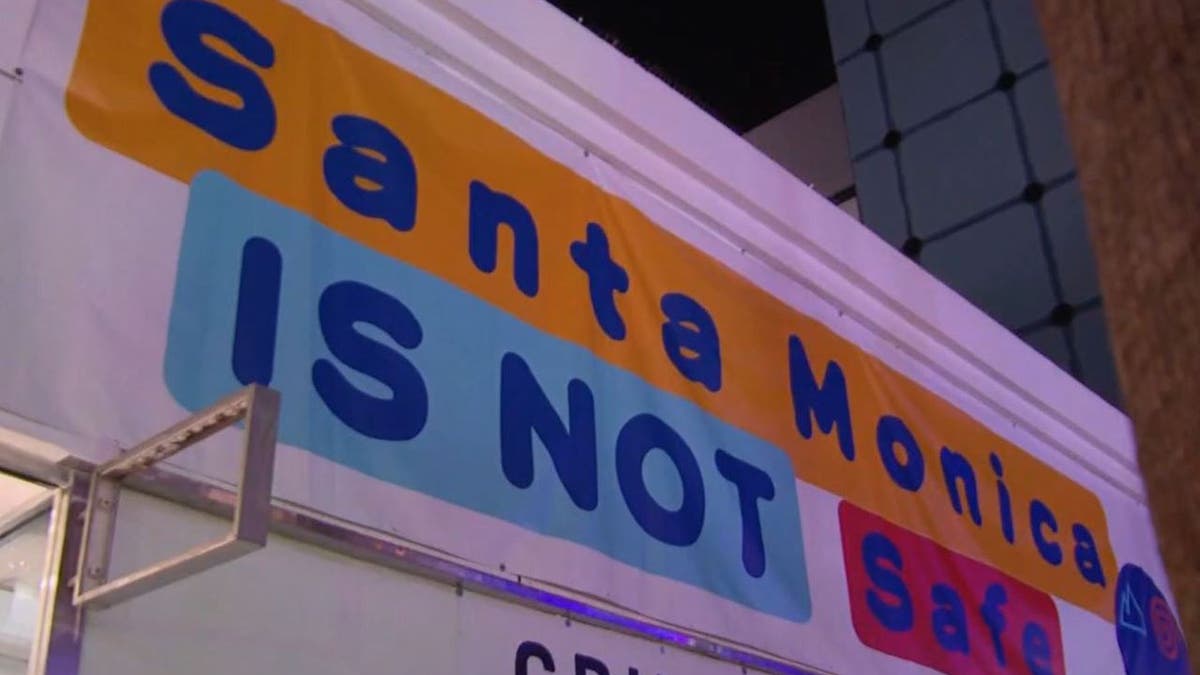 Santa Monica
IS NOT
Safe